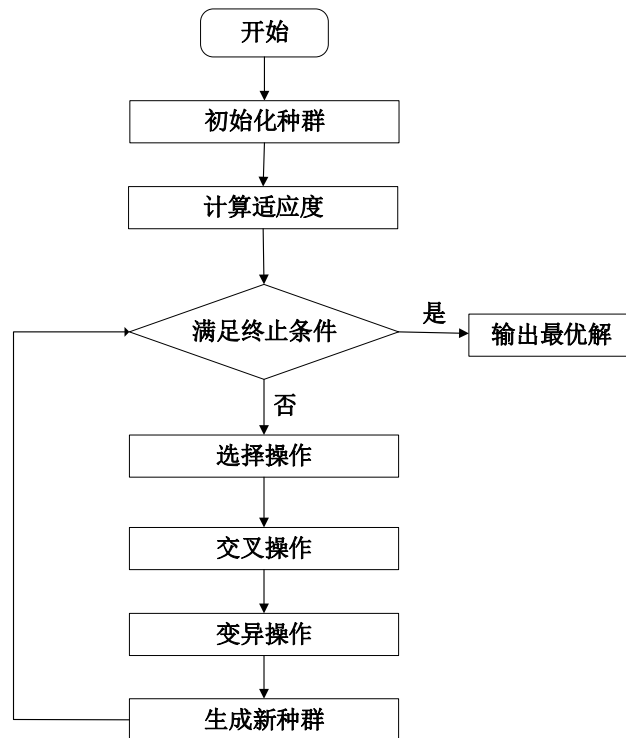 开始
初始化种群
计算适应度
满足终止条件
是
输出最优解
否
选择操作
交叉操作
变异操作
生成新种群